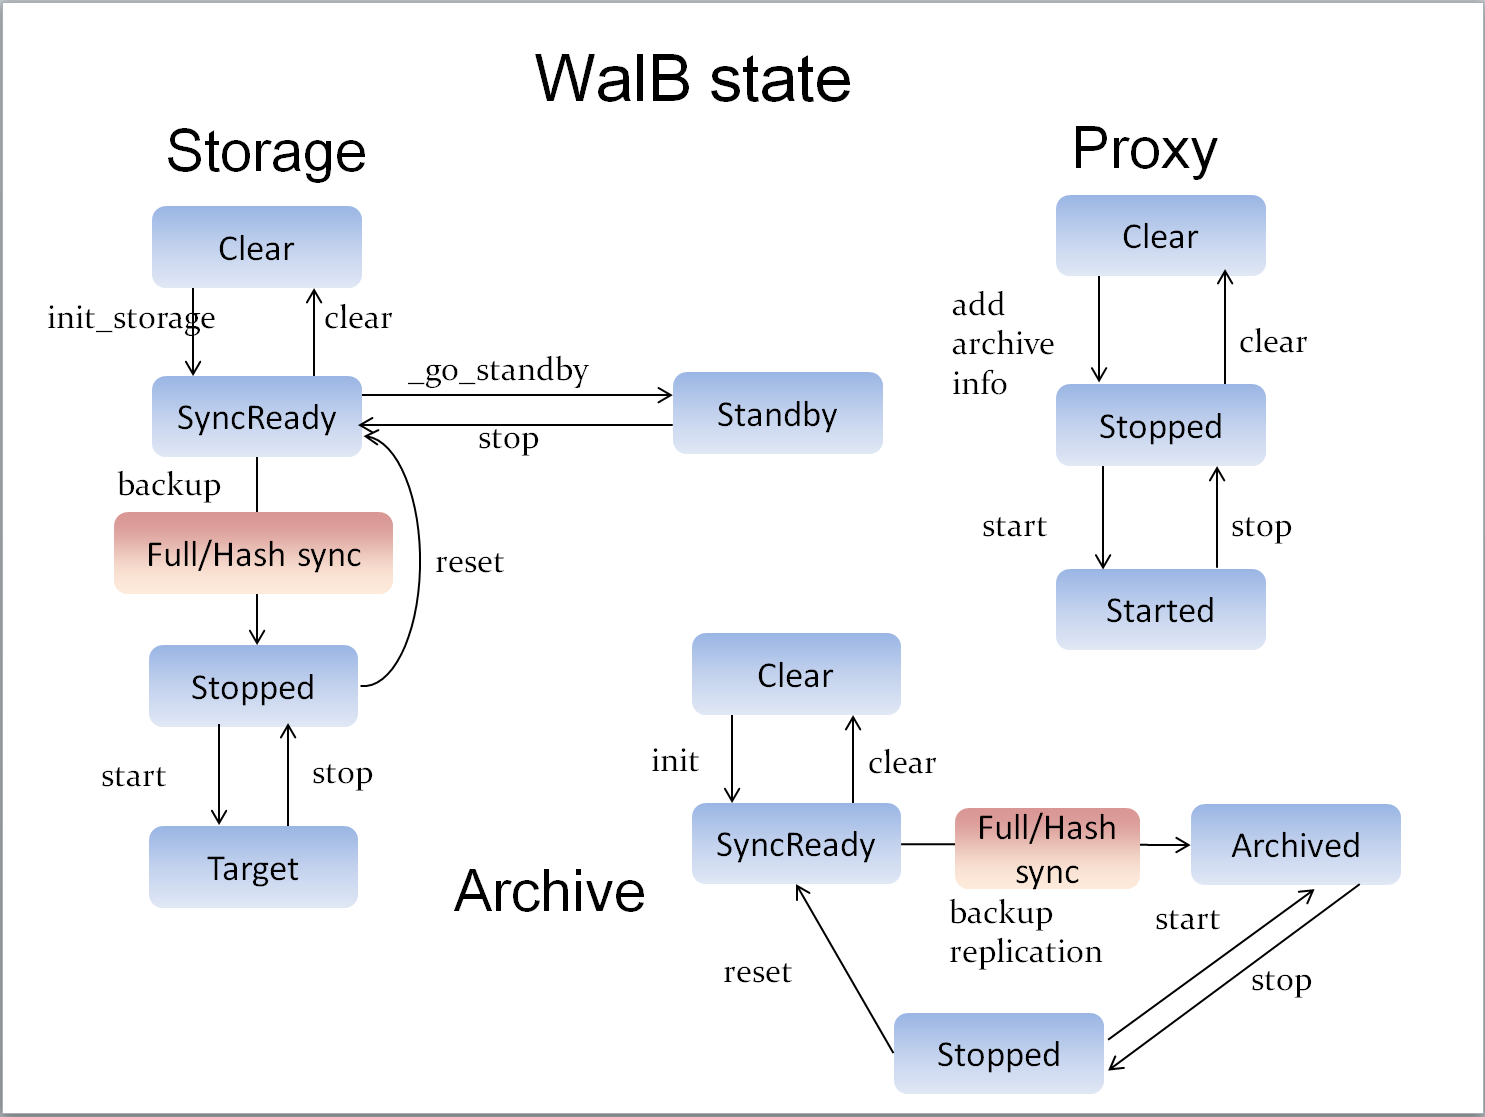 WalB state
Storage
Clear
init_storage
clear
SyncReady
_go_standby
stop
Standby
backup
Full/Hash sync
reset
Stopped
start
stop
Target
Proxy
Clear
add
archive
info
clear
Stopped
start
stop
Started
Archive
Clear
init
clear
SyncReady
Full/Hash
sync
backup
replication
Archived
start
stop
reset
Stopped